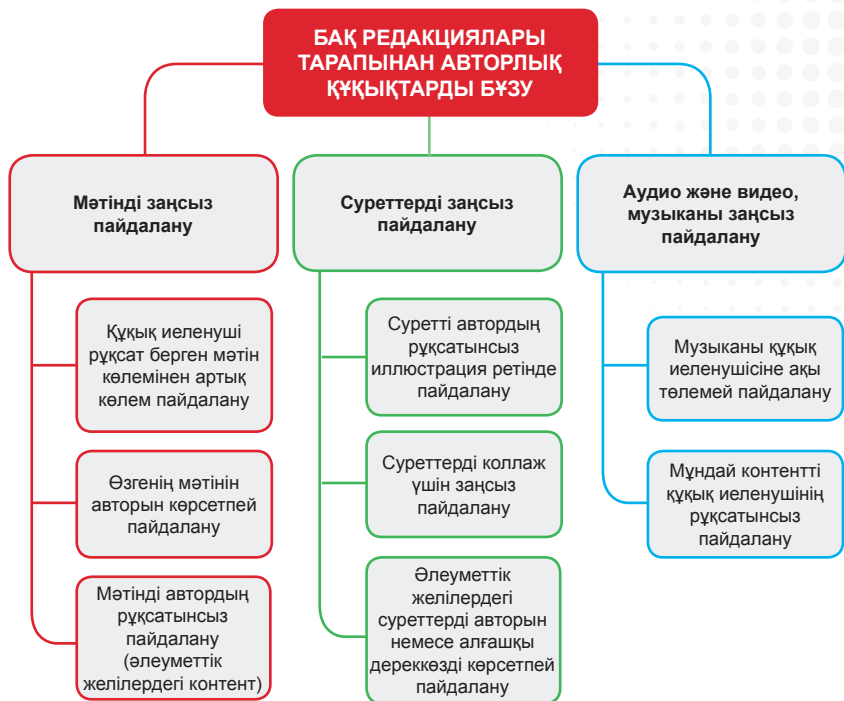 БАҚ РЕДАКЦИЯЛАРЫ
ТАРАПЫНАН АВТОРЛЫҚ
ҚҰҚЫҚТАРДЫ БҰЗУ
Мәтінді заңсыз
пайдалану
Құқық иеленуші
рұқсат берген мәтін
көлемінен артық
көлем пайдалану
Өзгенің мәтінін
авторын көрсетпей
пайдалану
Мәтінді автордың
рұқсатынсыз
пайдалану
(әлеуметтік
желілердегі контент)
Суреттерді заңсыз
пайдалану
Суретті автордың
рұқсатынсыз
иллюстрация ретінде
пайдалану
Суреттерді коллаж
үшін заңсыз
пайдалану
Әлеуметтік
желілердегі
суреттерді авторын
немесе алғашқы
дереккөзді көрсетпей
пайдалану
Аудио және видео,
музыканы заңсыз
пайдалану
Музыканы құқық
иеленушісіне ақы
төлемей пайдалану
Мұндай контентті
құқық иеленушінің
рұқсатынсыз
пайдалану